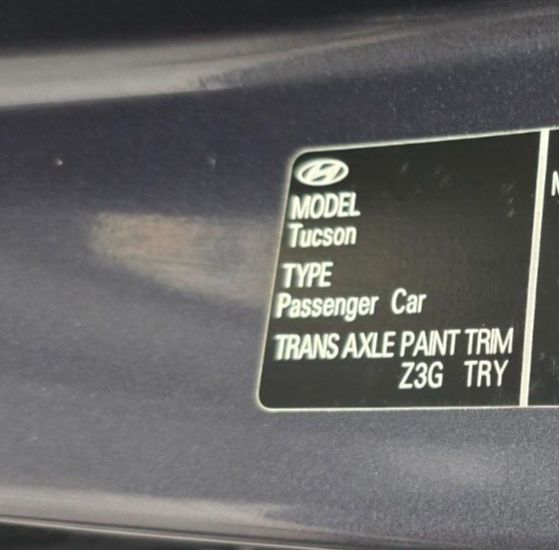 MODEL
Tucson
TYPE
Passenger Car
TRANS AXLE PAINT TRIM
Z3G TRY